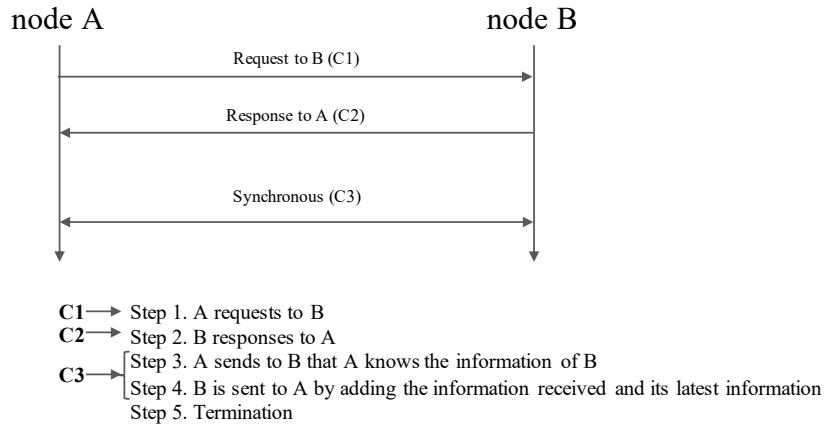 node A
node B
Request to B (C1)
Response to A (C2)
Synchronous (C3)
C1 Step 1. A requests to B
C2 Step 2. B responses to A
C3 Step 3. A sends to B that A knows the information of B
Step 4. B is sent to A by adding the information received and its latest information
Step 5. Termination